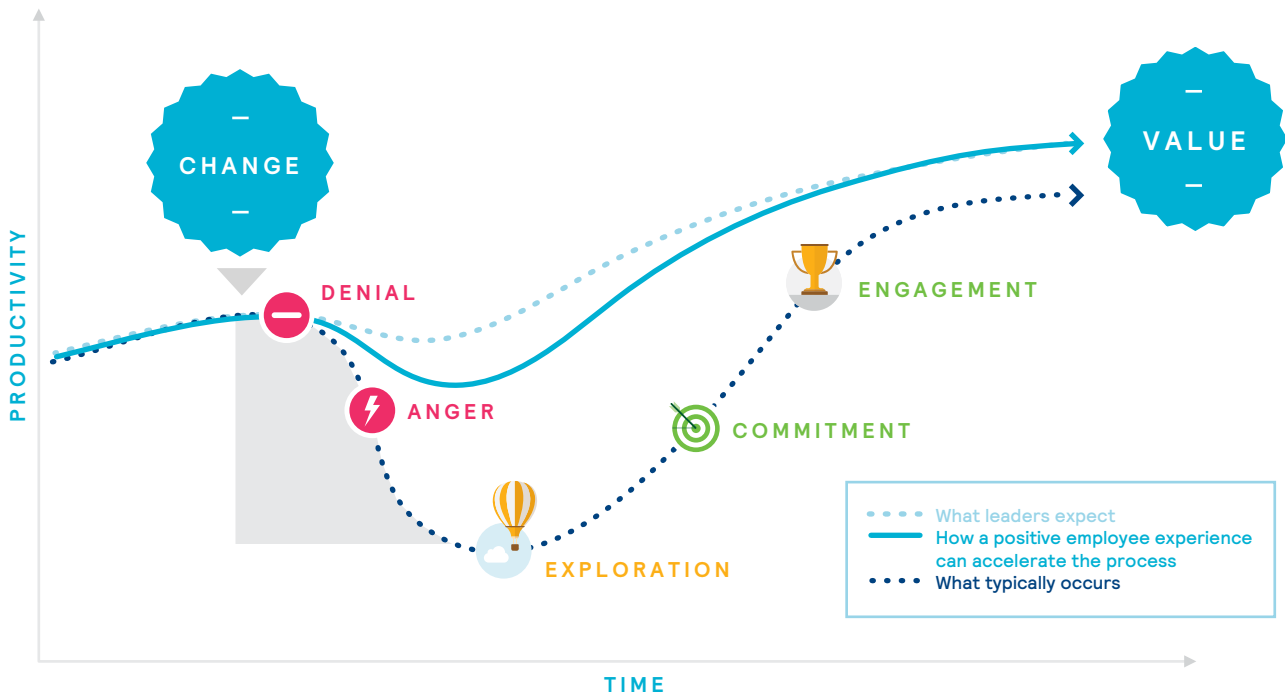 CHANGE
VALUE
PRODUCTIVITY
DENIAL
ENGAGEMENT
ANGER
COMMITMENT
EXPLORATION
What leaders expect
How a positive employee experience
can accelerate the process
What typically occurs
TIME